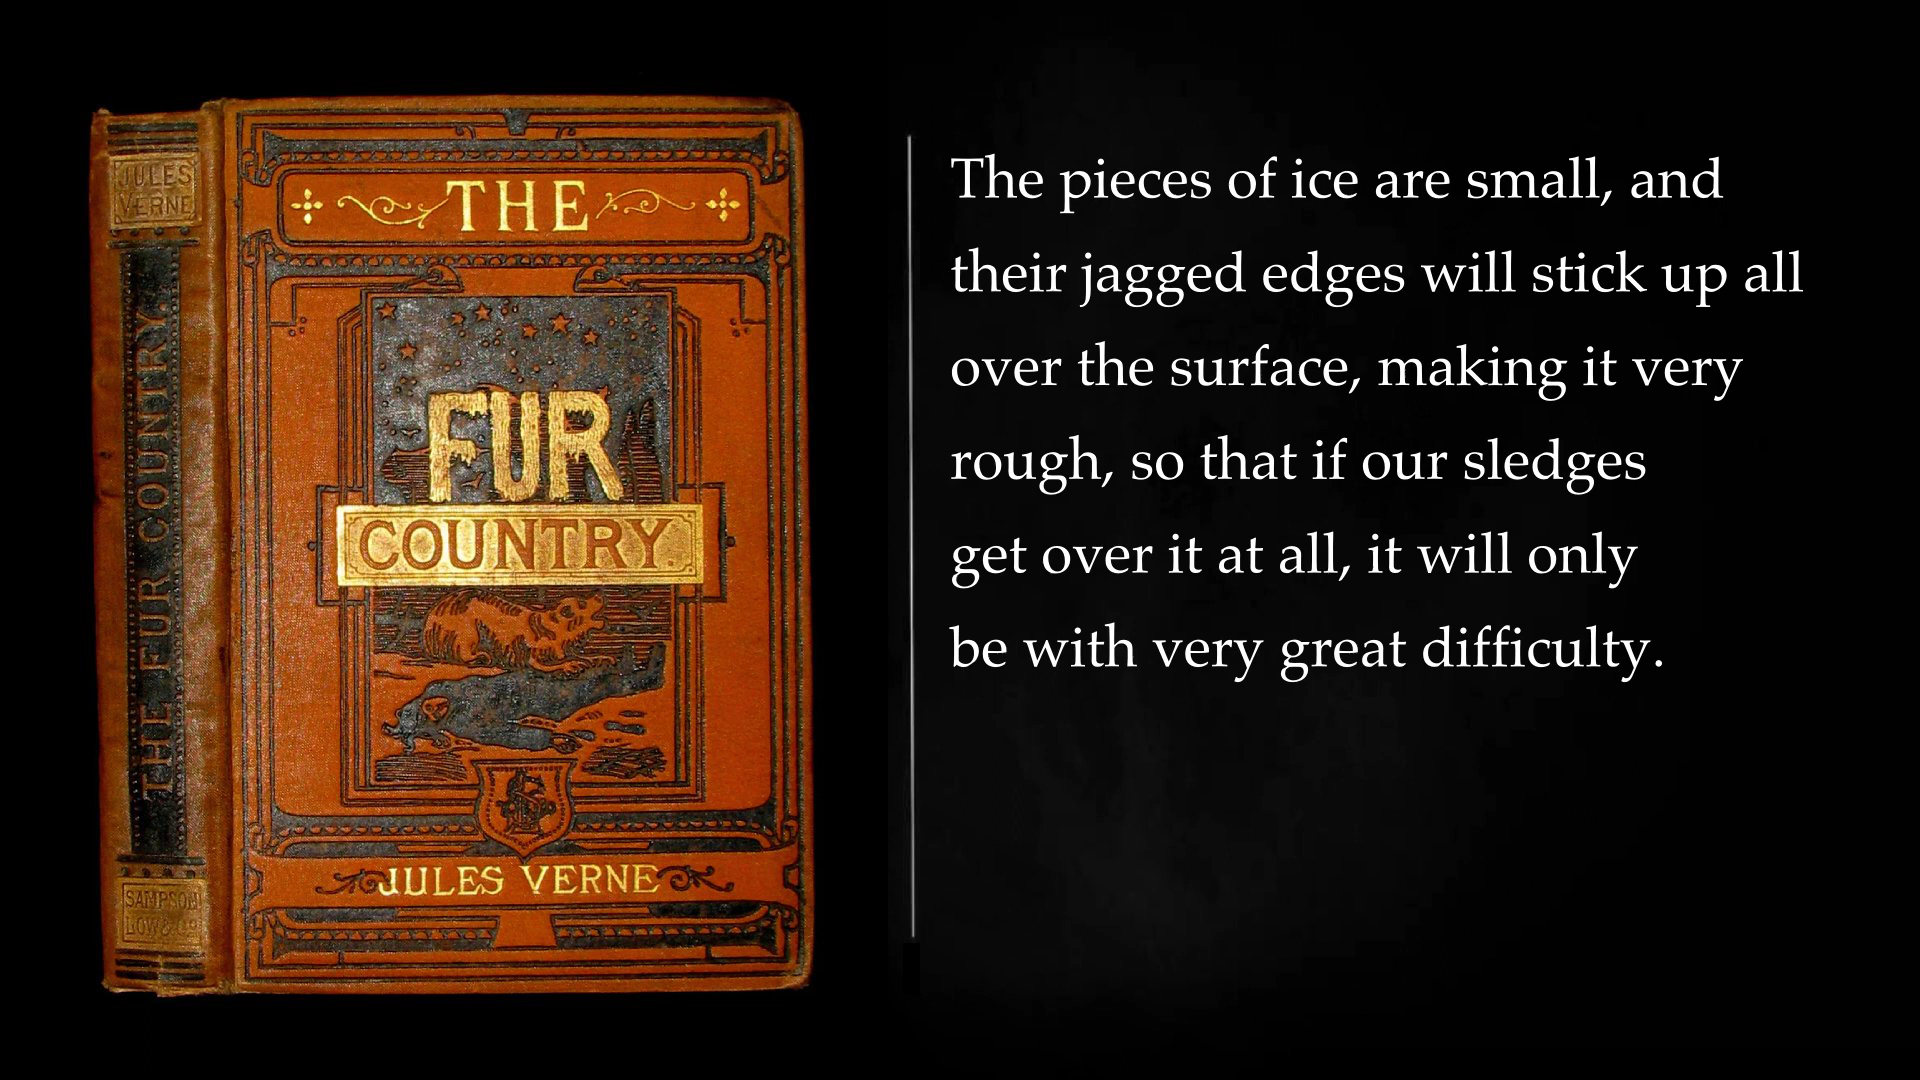 JULES
VERNE
THE FUR COUNTRY.
SAMPSON
LOW & Co
THE
FUR
COUNTRY.
JULES VERNE
The pieces of ice are small, and
their jagged edges will stick up all
over the surface, making it very
rough, so that if our sledges
get over it at all, it will only
be with very great difficulty.